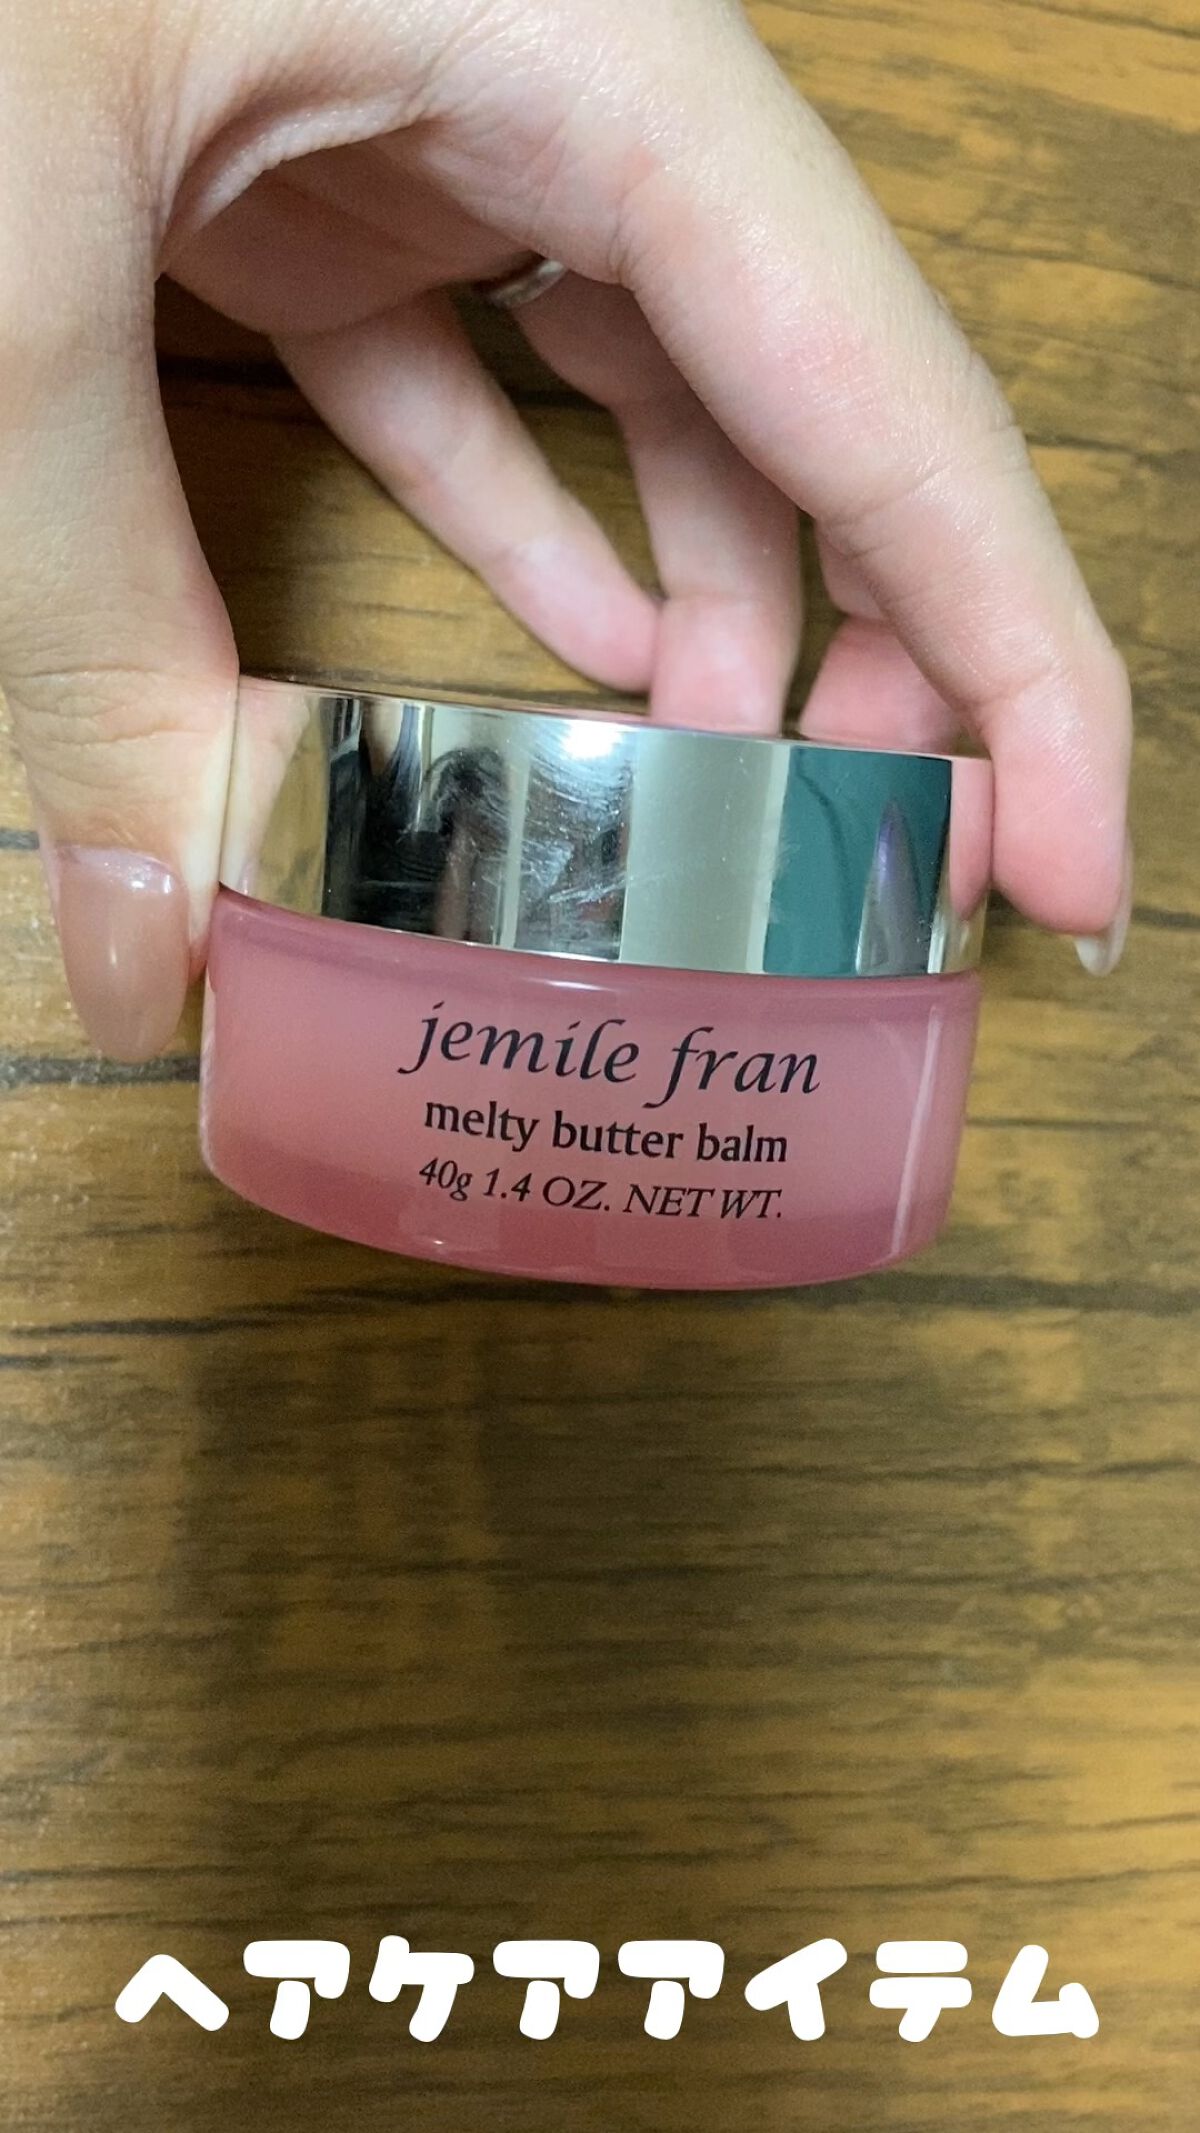 jemile fran
melty butter balm
40g 1.4 OZ. NET WT.
ヘアケアアイテム